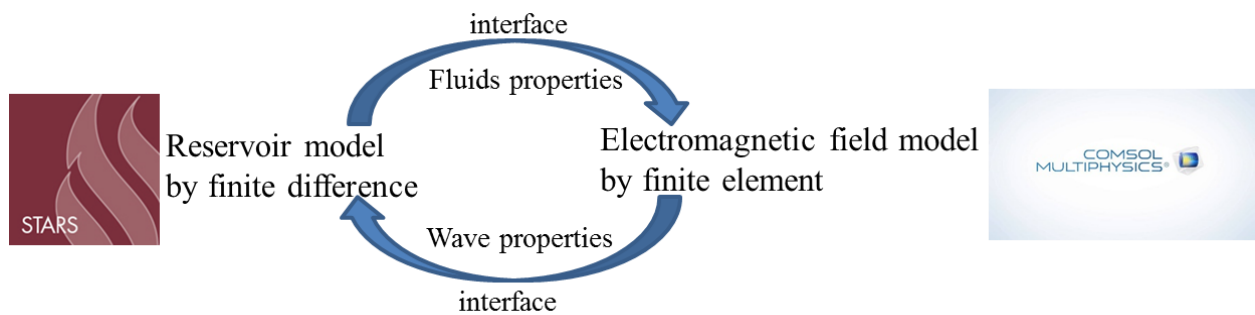 interface
Fluids properties
Reservoir model
by finite difference
Electromagnetic field model
by finite element
STARS
COMSOL
MULTIPHYSICS®
Wave properties
interface